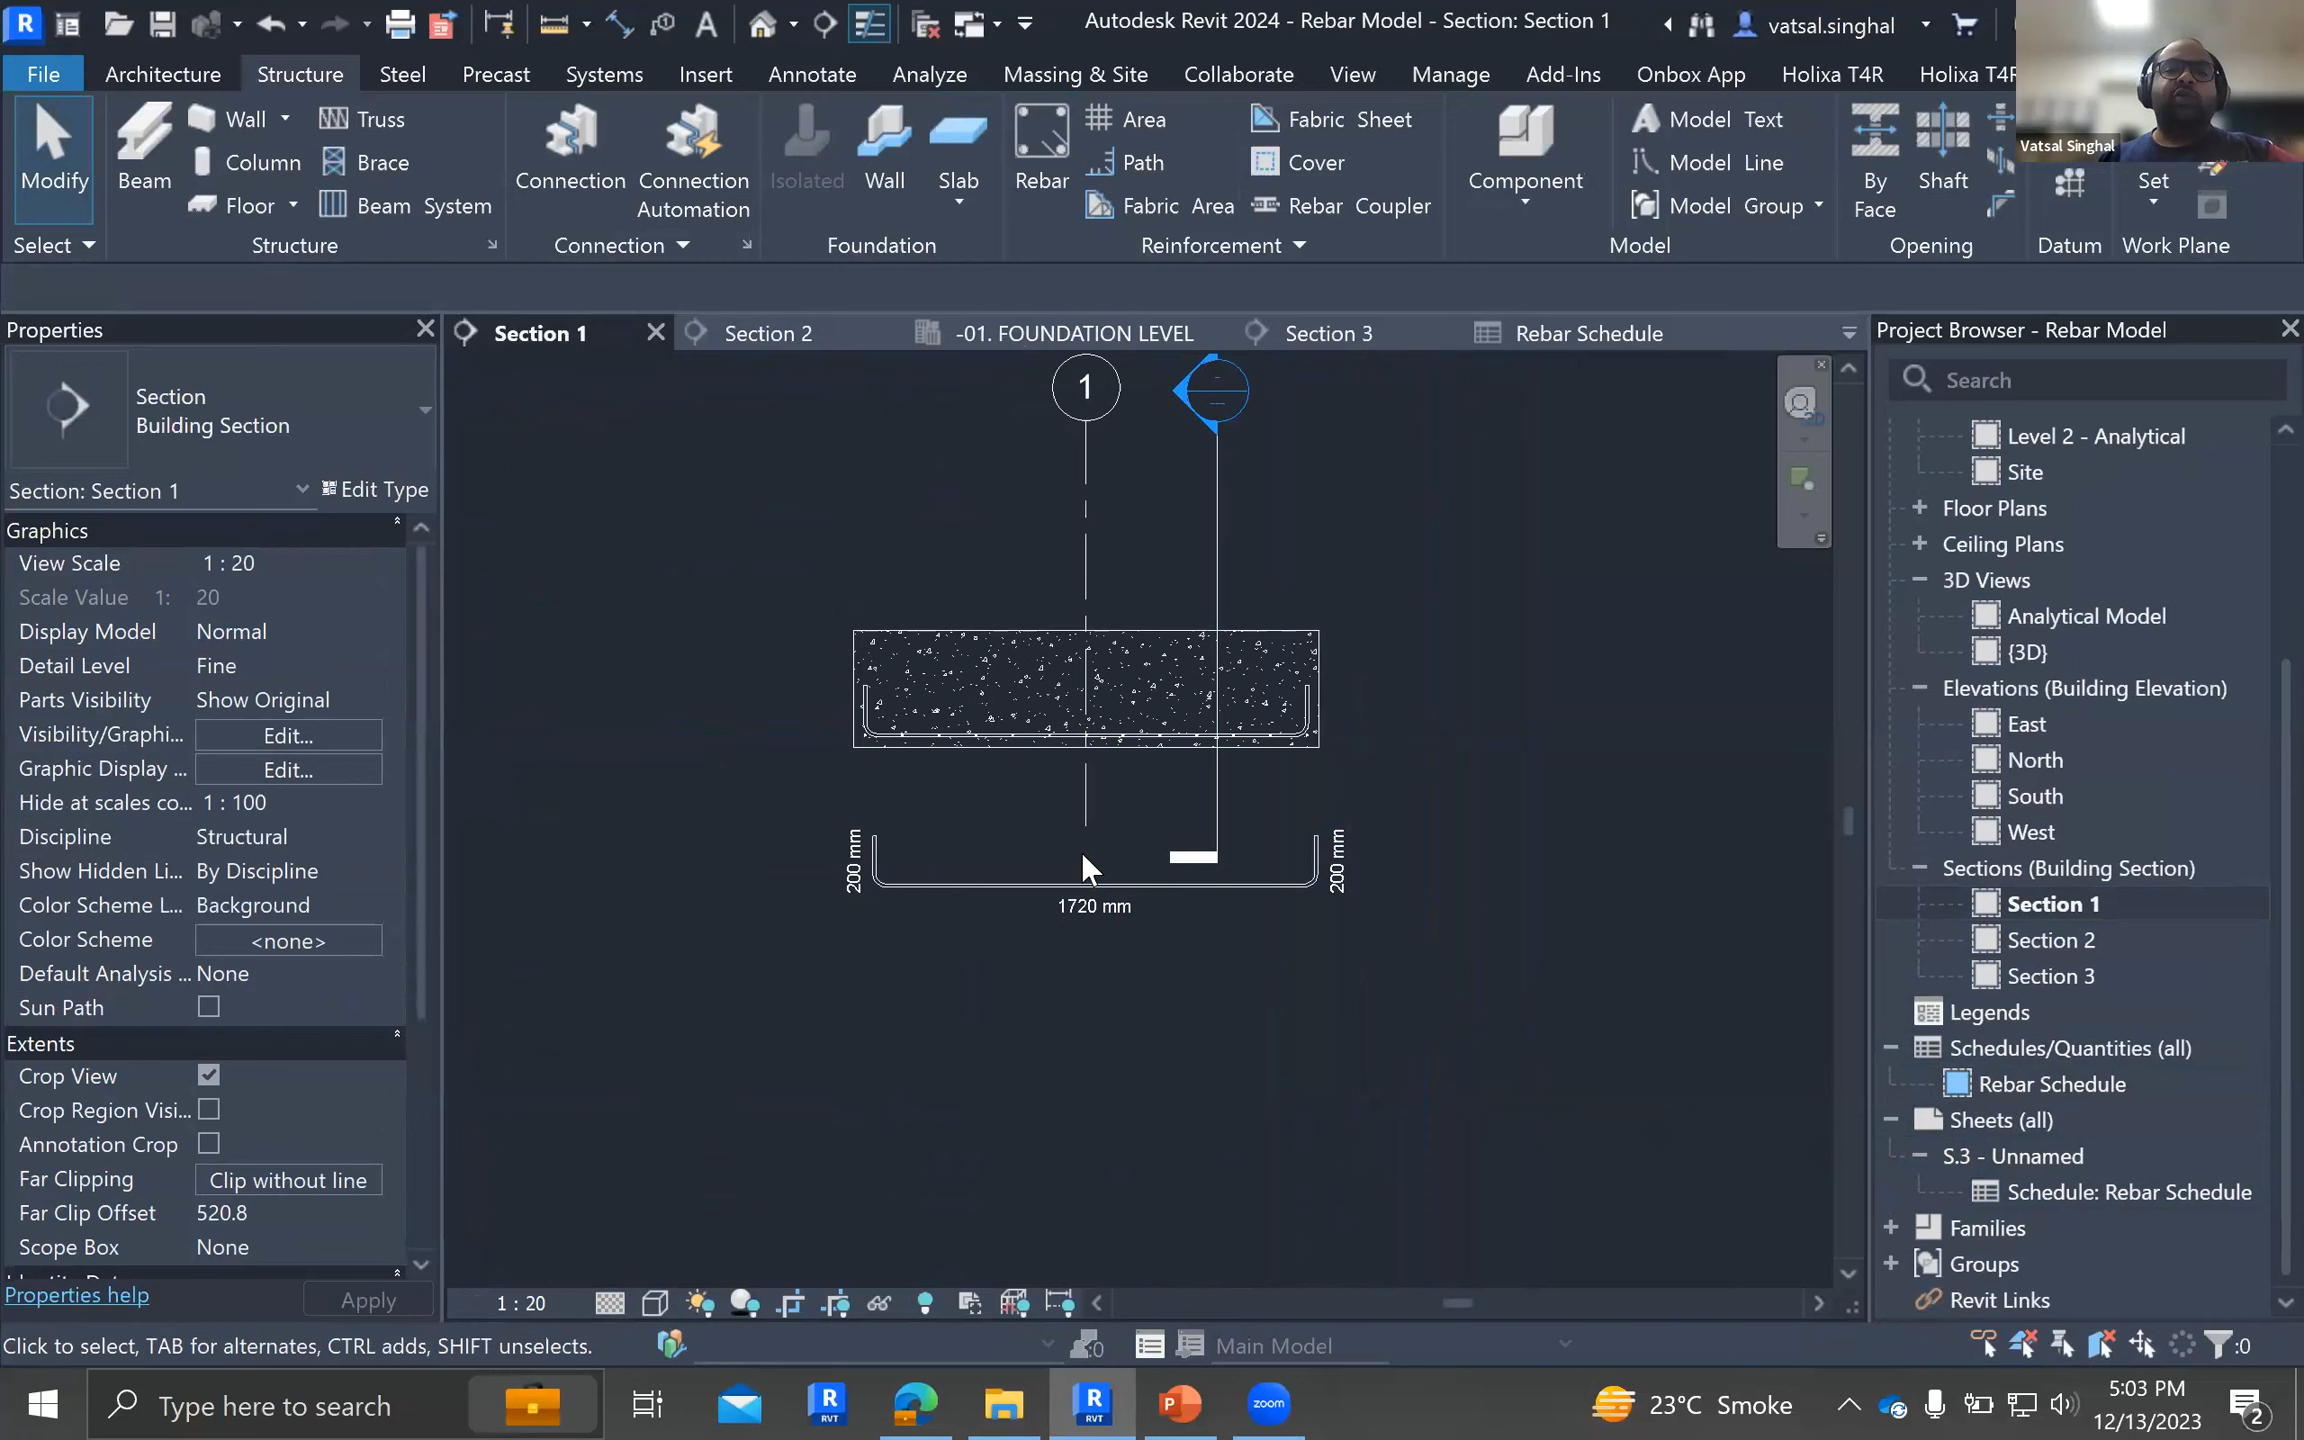 R
A
Autodesk Revit 2024 - Rebar Model - Section: Section 1
vatsal.singhal
File Architecture Structure Steel Precast Systems Insert Annotate Analyze Massing & Site Collaborate View Manage Add-Ins Onbox App Holixa T4R Holixa T4R
Vatsal Singhal
Modify
Beam
Wall
Column
Floor
Truss
Brace
Beam System
Connection
Connection Automation
Isolated
Wall
Slab
Rebar
Area
Path
Fabric Area
Fabric Sheet
Cover
Rebar Coupler
Component
Model Text
Model Line
Model Group
By Face
Shaft
Set
Select
Structure
Connection
Foundation
Reinforcement
Model
Opening
Datum
Work Plane
Properties
Section
Building Section
Section: Section 1
Edit Type
Graphics
View Scale 1 : 20
Scale Value 1: 20
Display Model Normal
Detail Level Fine
Parts Visibility Show Original
Visibility/Graphi... Edit...
Graphic Display ... Edit...
Hide at scales co... 1 : 100
Discipline Structural
Show Hidden Li... By Discipline
Color Scheme L... Background
Color Scheme <none>
Default Analysis ... None
Sun Path
Extents
Crop View
Crop Region Visi...
Annotation Crop
Far Clipping Clip without line
Far Clip Offset 520.8
Scope Box None
Properties help
Apply
Section 1
Section 2
-01. FOUNDATION LEVEL
Section 3
Rebar Schedule
1
2D
200 mm
200 mm
1720 mm
1 : 20
Project Browser - Rebar Model
Search
Level 2 - Analytical
Site
Floor Plans
Ceiling Plans
3D Views
Analytical Model
{3D}
Elevations (Building Elevation)
East
North
South
West
Sections (Building Section)
Section 1
Section 2
Section 3
Legends
Schedules/Quantities (all)
Rebar Schedule
Sheets (all)
S.3 - Unnamed
Schedule: Rebar Schedule
Families
Groups
Revit Links
Click to select, TAB for alternates, CTRL adds, SHIFT unselects.
:0
Main Model
:0
Type here to search
R
RVT
R
RVT
P
zoom
23°C Smoke
5:03 PM
12/13/2023
2